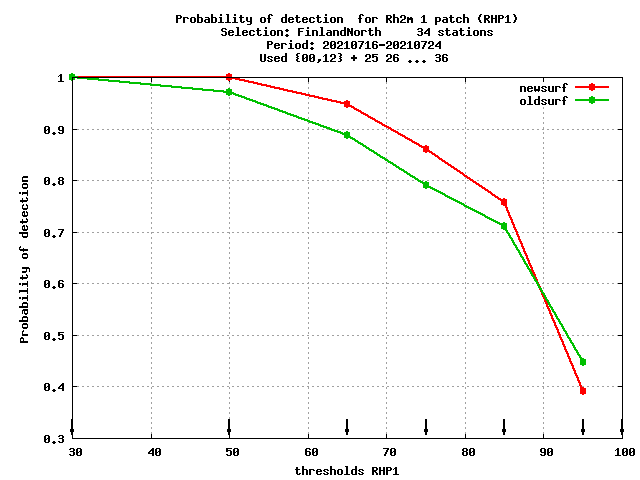 Probability of detection  for Rh2m 1 patch (RHP1)
Selection: FinlandNorth     34 stations
Period: 20210716-20210724
Used {00,12} + 25 26 ... 36
newsurf
oldsurf
1
0.9
0.8
0.7
0.6
0.5
0.4
0.3
Probability of detection
30 40 50 60 70 80 90 100
thresholds RHP1